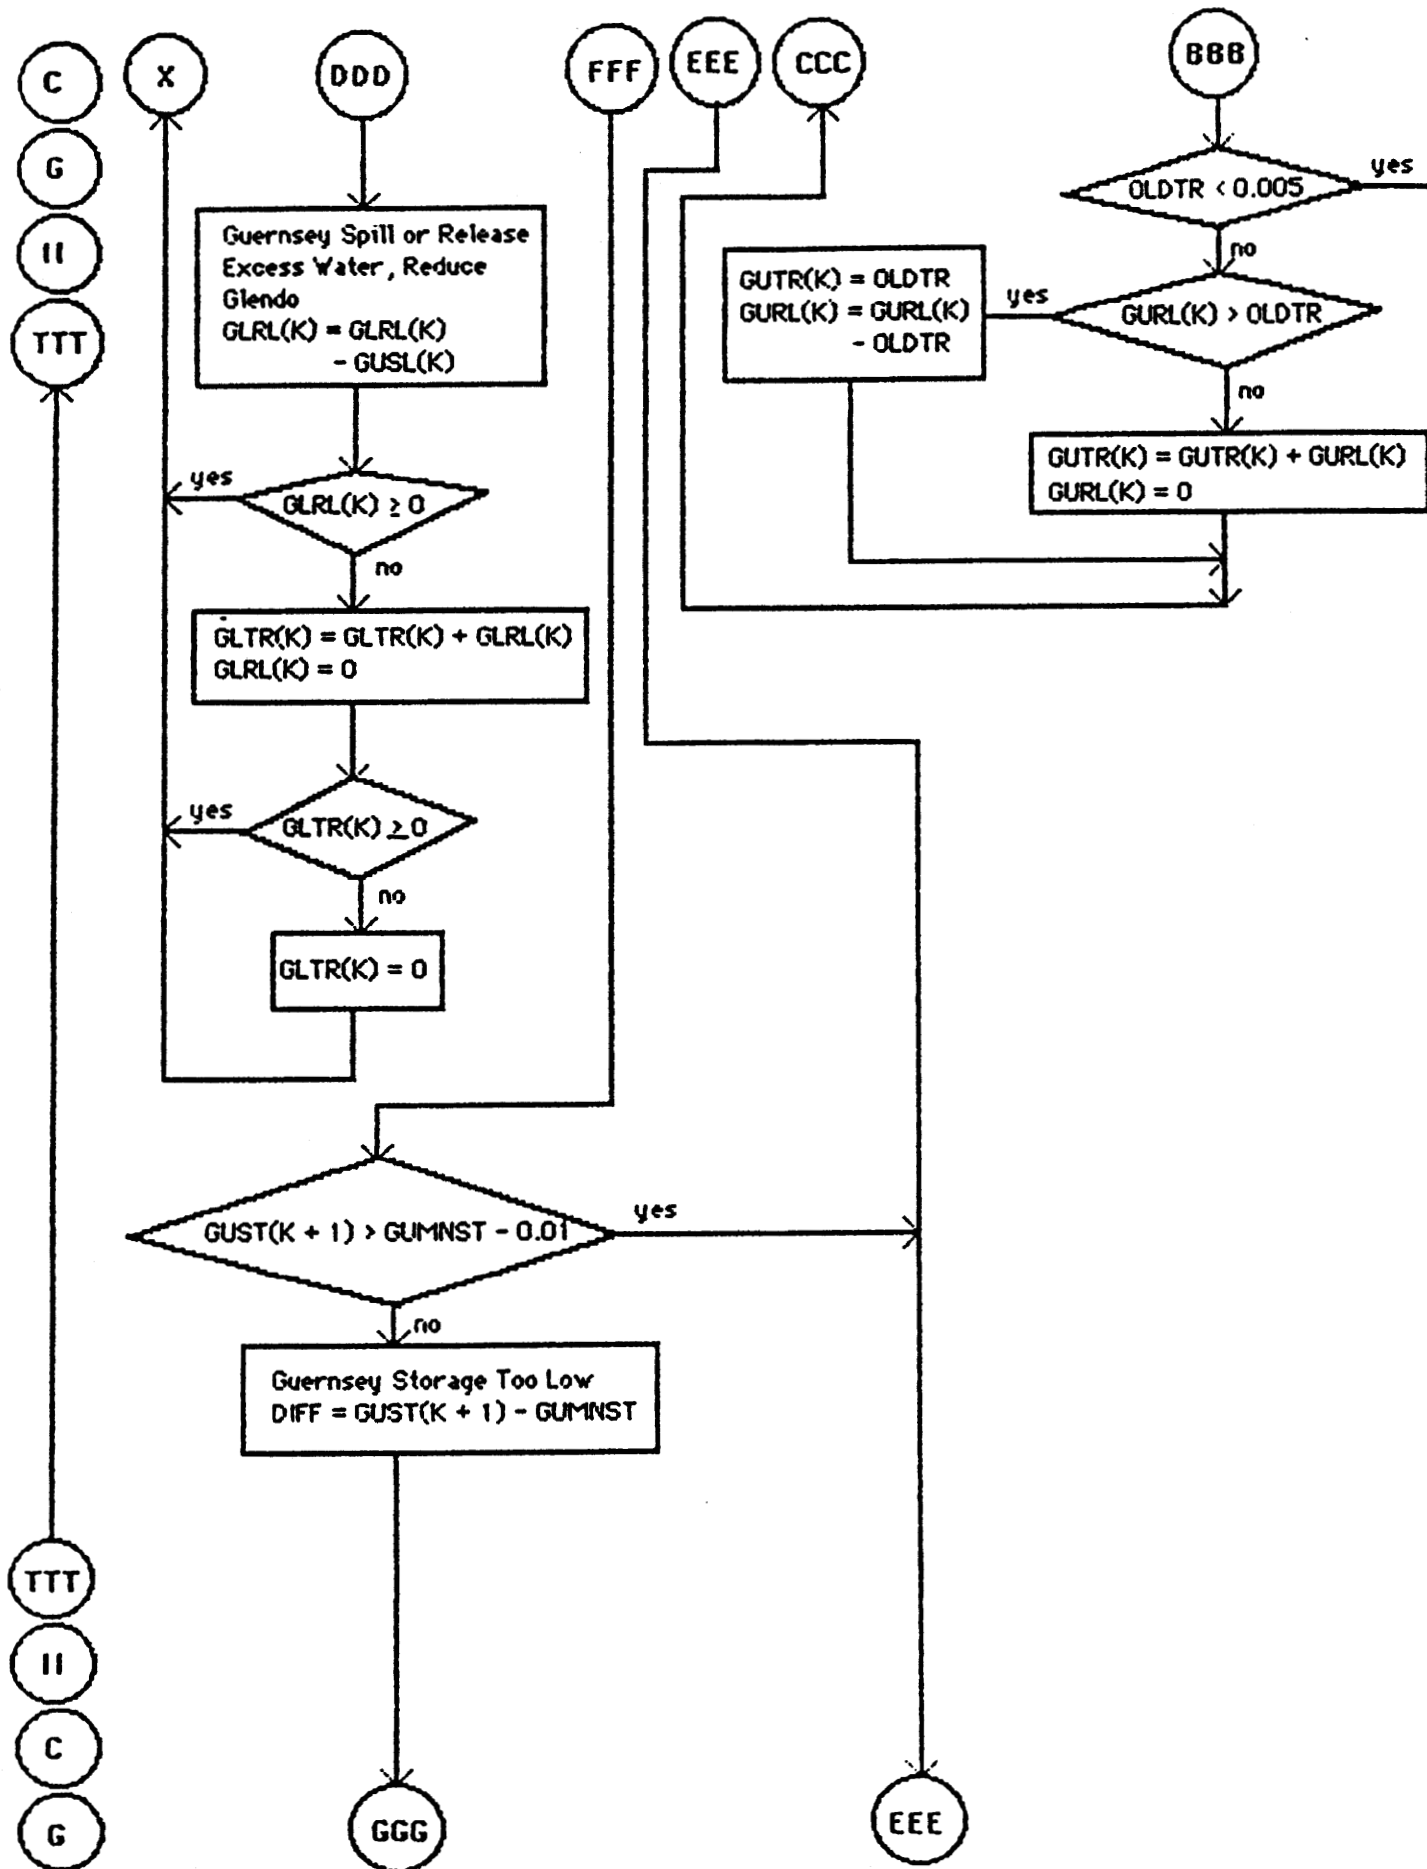 C
X
DDD
FFF
EEE
CCC
BBB
G
II
TTT
OLDTR < 0.005
yes
no
Guernsey Spill or Release
Excess Water, Reduce
Glendo
GLRL(K) = GLRL(K)
- GUSL(K)
GUTR(K) = OLDTR
GURL(K) = GURL(K)
- OLDTR
yes
GURL(K) > OLDTR
no
GUTR(K) = GUTR(K) + GURL(K)
GURL(K) = 0
yes
GLRL(K) ≥ 0
no
GLTR(K) = GLTR(K) + GLRL(K)
GLRL(K) = 0
yes
GLTR(K) ≥ 0
no
GLTR(K) = 0
GUST(K + 1) > GUMNST - 0.01
yes
no
Guernsey Storage Too Low
DIFF = GUST(K + 1) - GUMNST
TTT
II
C
G
GGG
EEE